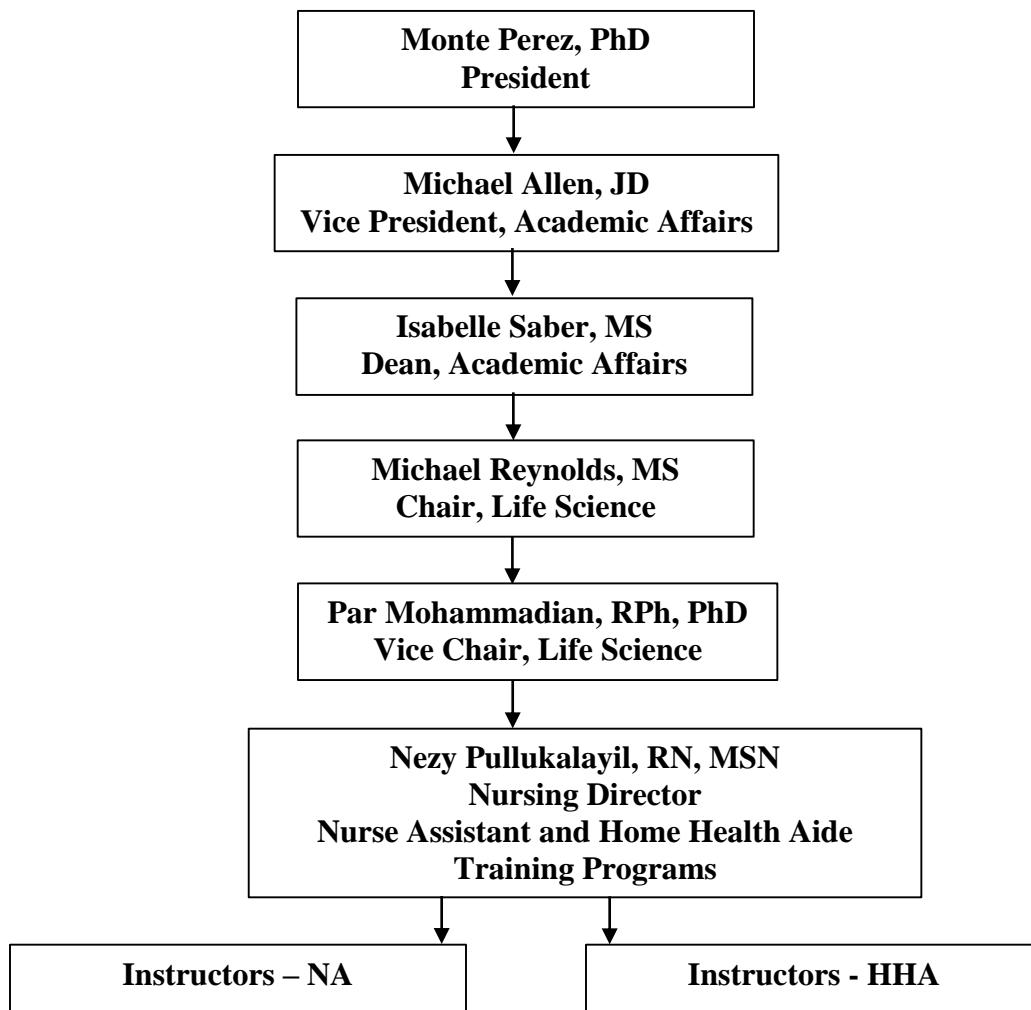 Monte Perez, PhD
President
Michael Allen, JD
Vice President, Academic Affairs
Isabelle Saber, MS
Dean, Academic Affairs
Michael Reynolds, MS
Chair, Life Science
Par Mohammadian, RPh, PhD
Vice Chair, Life Science
Nezy Pullukalayil, RN, MSN
Nursing Director
Nurse Assistant and Home Health Aide
Training Programs
Instructors – NA
Instructors - HHA